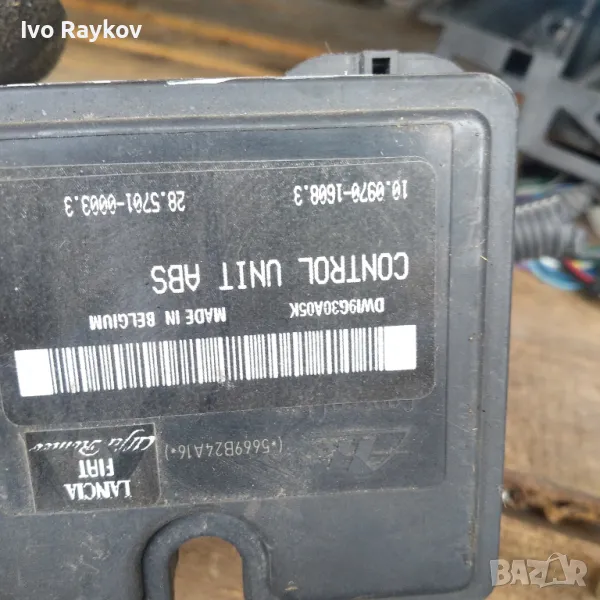 Ivo Raykov
LANCIA
FIAT
Alfa Romeo
(*5669B24A16*)
DW19G30A05K MADE IN BELGIUM
CONTROL UNIT ABS
10.0970-1608.3 28.5701-0003.3
BAZAR